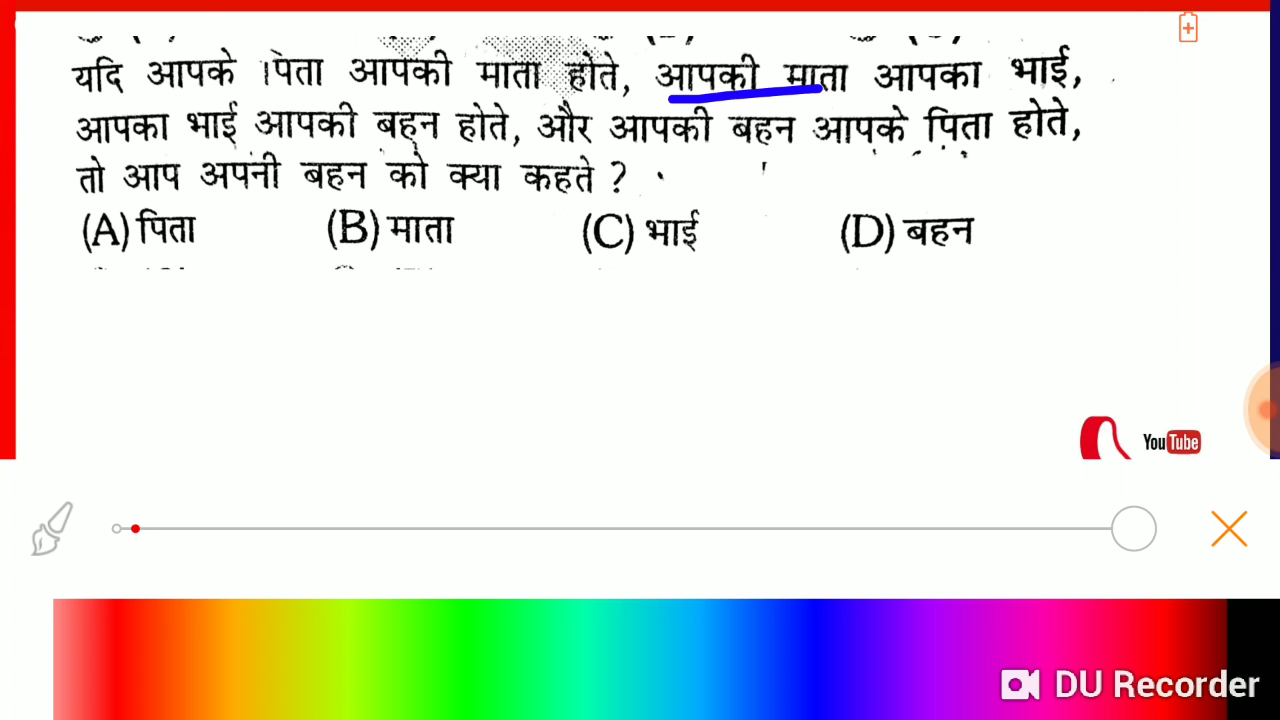 यदि आपके पिता आपकी माता होते, आपकी माता आपका भाई,
आपका भाई आपकी बहन होते, और आपकी बहन आपके पिता होते,
तो आप अपनी बहन को क्या कहते ?
(A) पिता (B) माता (C) भाई (D) बहन
YouTube
DU Recorder